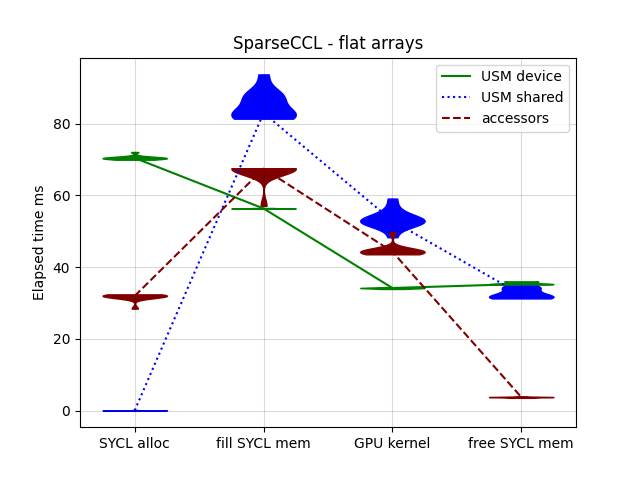 SparseCCL - flat arrays
USM device
USM shared
accessors
Elapsed time ms
80
60
40
20
0
SYCL alloc
fill SYCL mem
GPU kernel
free SYCL mem